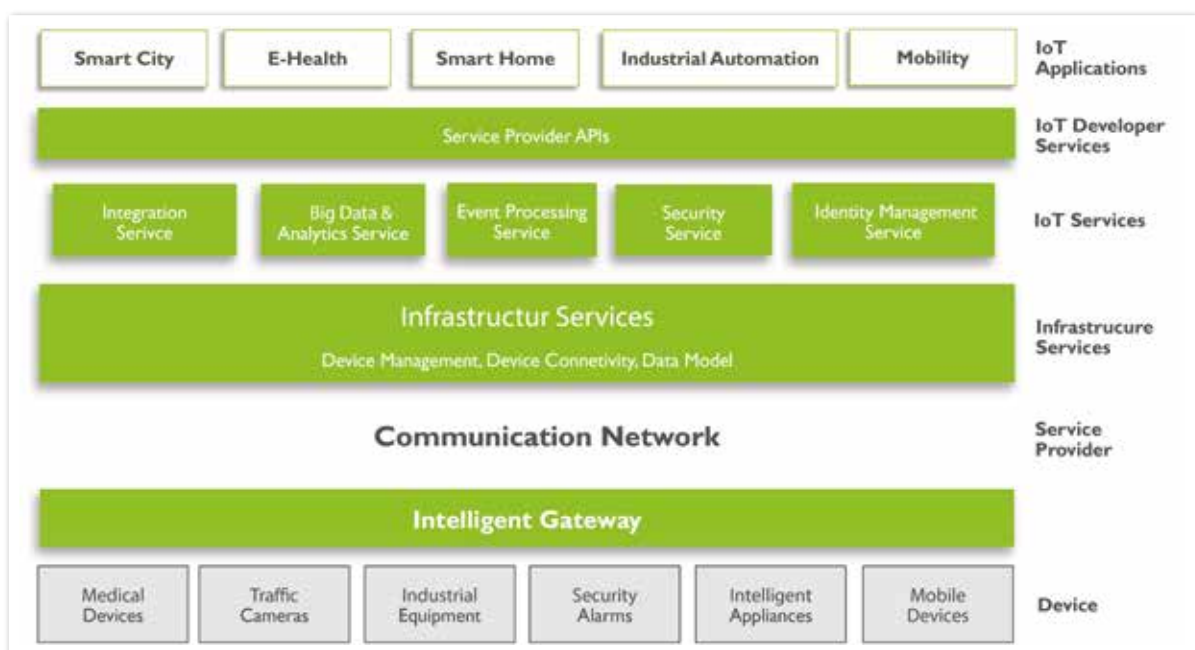 Smart City
E-Health
Smart Home
Industrial Automation
Mobility
IoT
Applications
Service Provider APIs
IoT Developer
Services
Integration
Serivce
Big Data &
Analytics Service
Event Processing
Service
Security
Service
Identity Management
Service
IoT Services
Infrastructur Services
Device Management, Device Connetivity, Data Model
Infrastrucure
Services
Communication Network
Service
Provider
Intelligent Gateway
Medical
Devices
Traffic
Cameras
Industrial
Equipment
Security
Alarms
Intelligent
Appliances
Mobile
Devices
Device